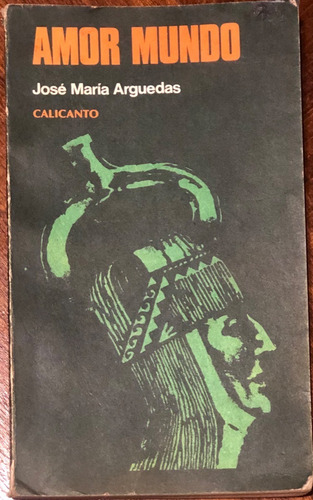 AMOR MUNDO
José María Arguedas
CALICANTO